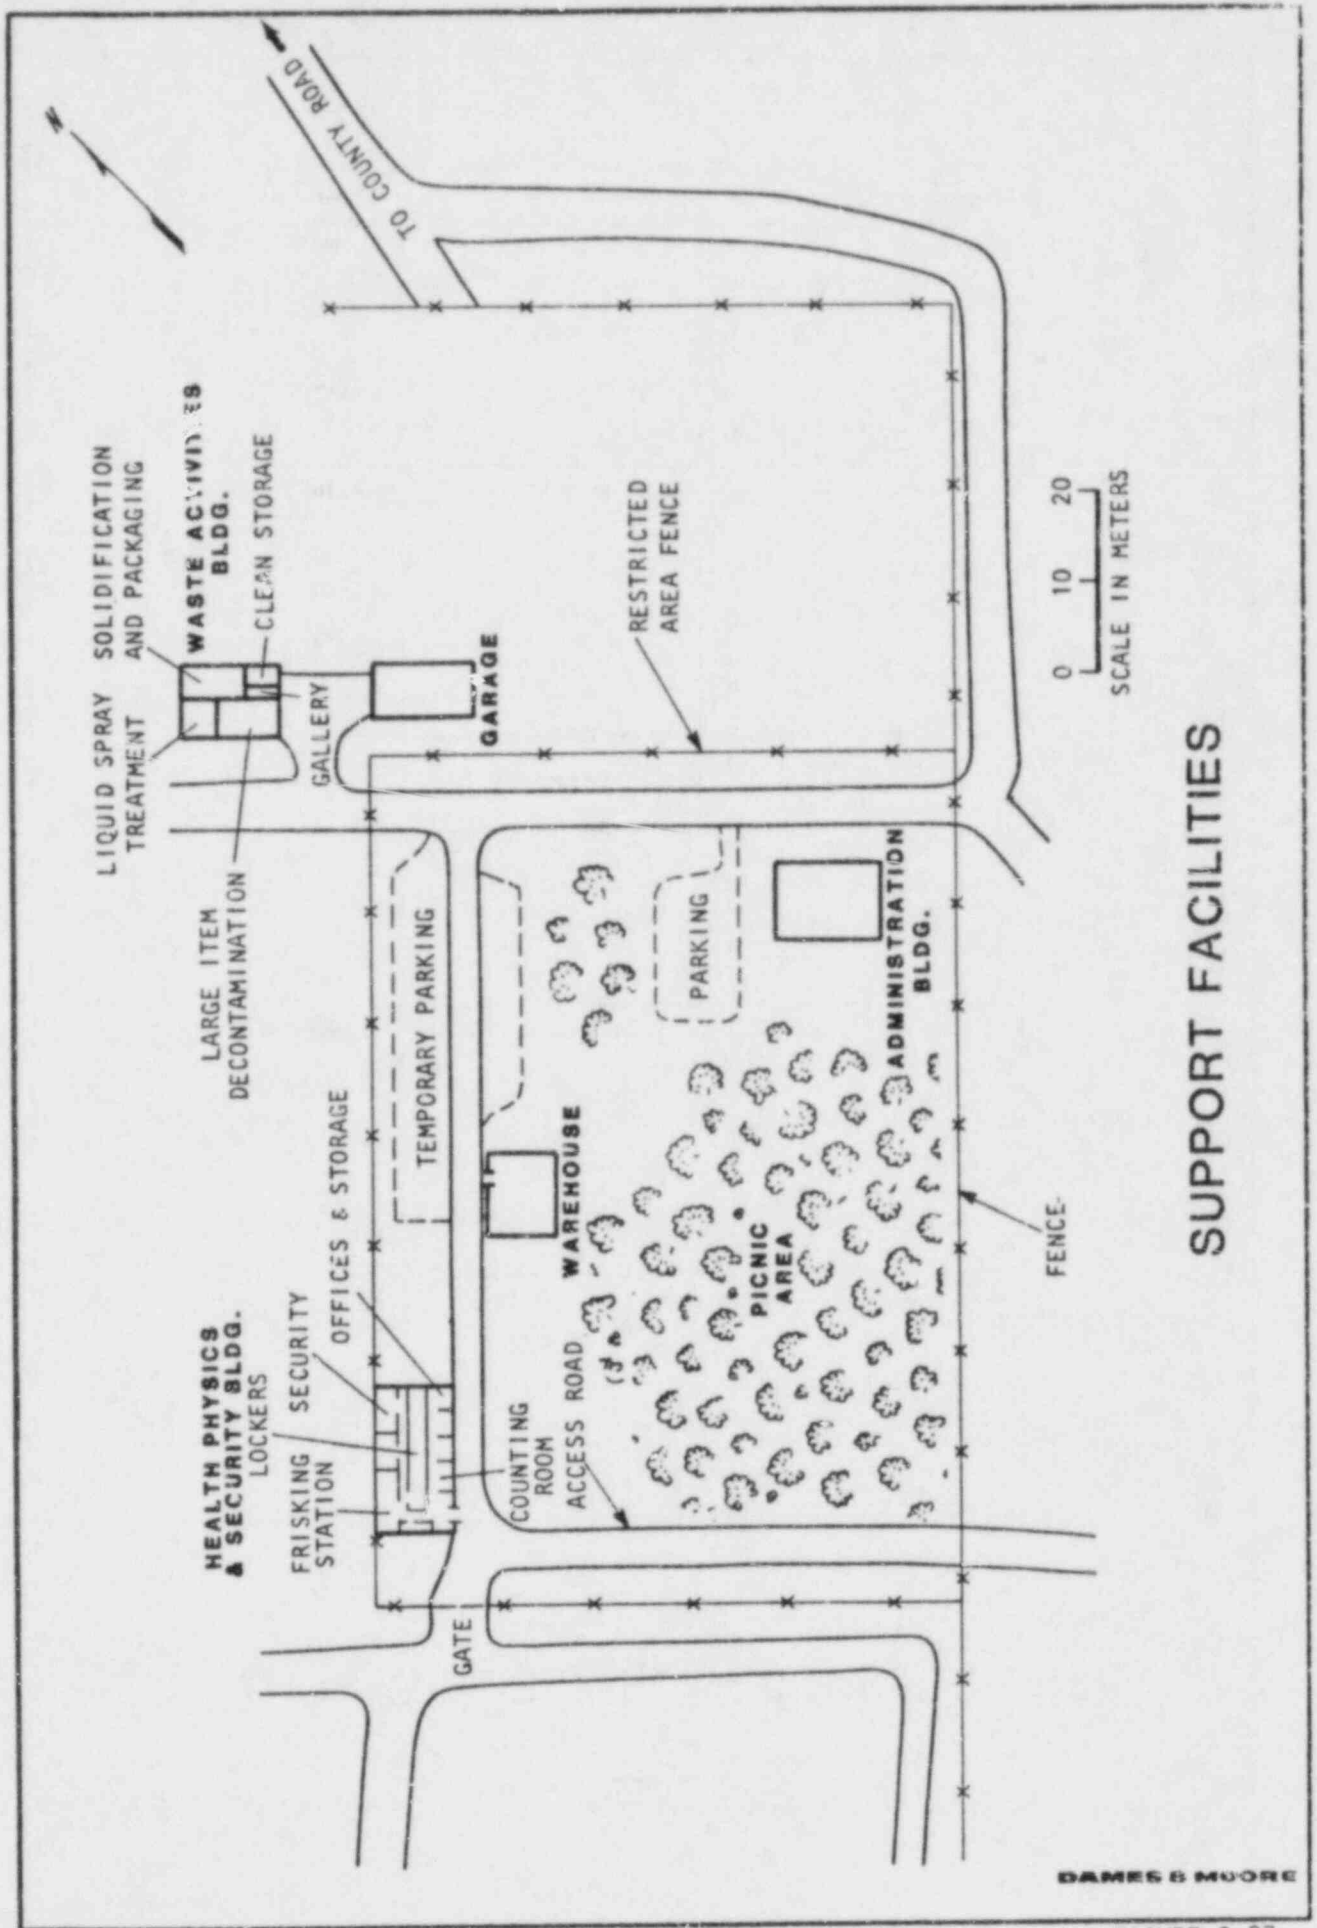 N
TO COUNTY ROAD
LIQUID SPRAY
TREATMENT
SOLIDIFICATION
AND PACKAGING
WASTE ACTIVITIES
BLDG.
CLEAN STORAGE
GALLERY
GARAGE
LARGE ITEM
DECONTAMINATION
RESTRICTED
AREA FENCE
TEMPORARY PARKING
PARKING
ADMINISTRATION
BLDG.
HEALTH PHYSICS
& SECURITY BLDG.
LOCKERS
FRISKING
STATION
SECURITY
OFFICES & STORAGE
WAREHOUSE
COUNTING
ROOM
ACCESS ROAD
PICNIC
AREA
GATE
FENCE
0 10 20
SCALE IN METERS
SUPPORT FACILITIES
DAMES & MOORE